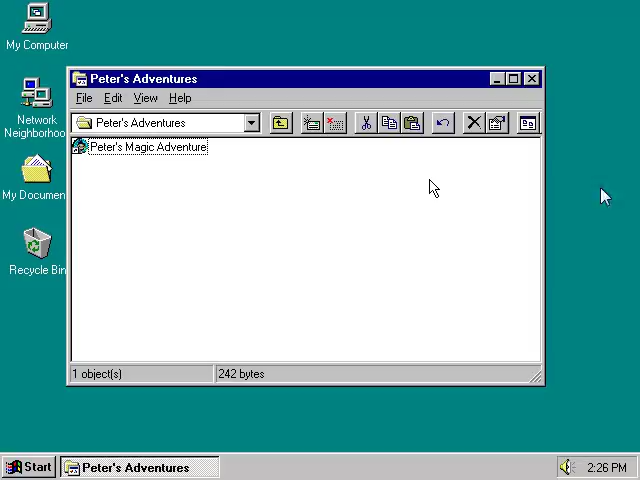 My Computer
Network
Neighborhoo
My Documen
Recycle Bin
Peter's Adventures
File Edit View Help
Peter's Adventures
Peter's Magic Adventure
1 object(s) 242 bytes
Start Peter's Adventures 2:26 PM